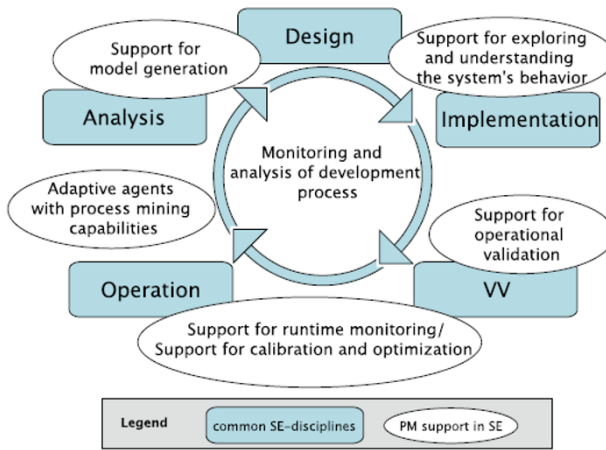 Design
Support for
model generation
Support for exploring
and understanding
the system's behavior
Analysis
Implementation
Monitoring and
analysis of development
process
Adaptive agents
with process mining
capabilities
Support for
operational
validation
Operation
VV
Support for runtime monitoring/
Support for calibration and optimization
Legend
common SE-disciplines
PM support in SE